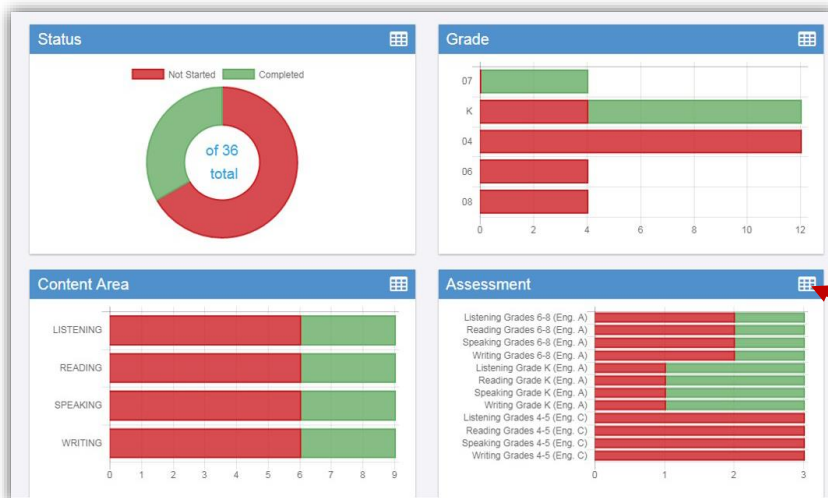 Status
Not Started Completed
of 36
total
Grade
07
K
04
06
08
0 2 4 6 8 10 12
Content Area
LISTENING
READING
SPEAKING
WRITING
0 1 2 3 4 5 6 7 8 9
Assessment
Listening Grades 6-8 (Eng. A)
Reading Grades 6-8 (Eng. A)
Speaking Grades 6-8 (Eng. A)
Writing Grades 6-8 (Eng. A)
Listening Grade K (Eng. A)
Reading Grade K (Eng. A)
Speaking Grade K (Eng. A)
Writing Grade K (Eng. A)
Listening Grades 4-5 (Eng. C)
Reading Grades 4-5 (Eng. C)
Speaking Grades 4-5 (Eng. C)
Writing Grades 4-5 (Eng. C)
0 1 2 3